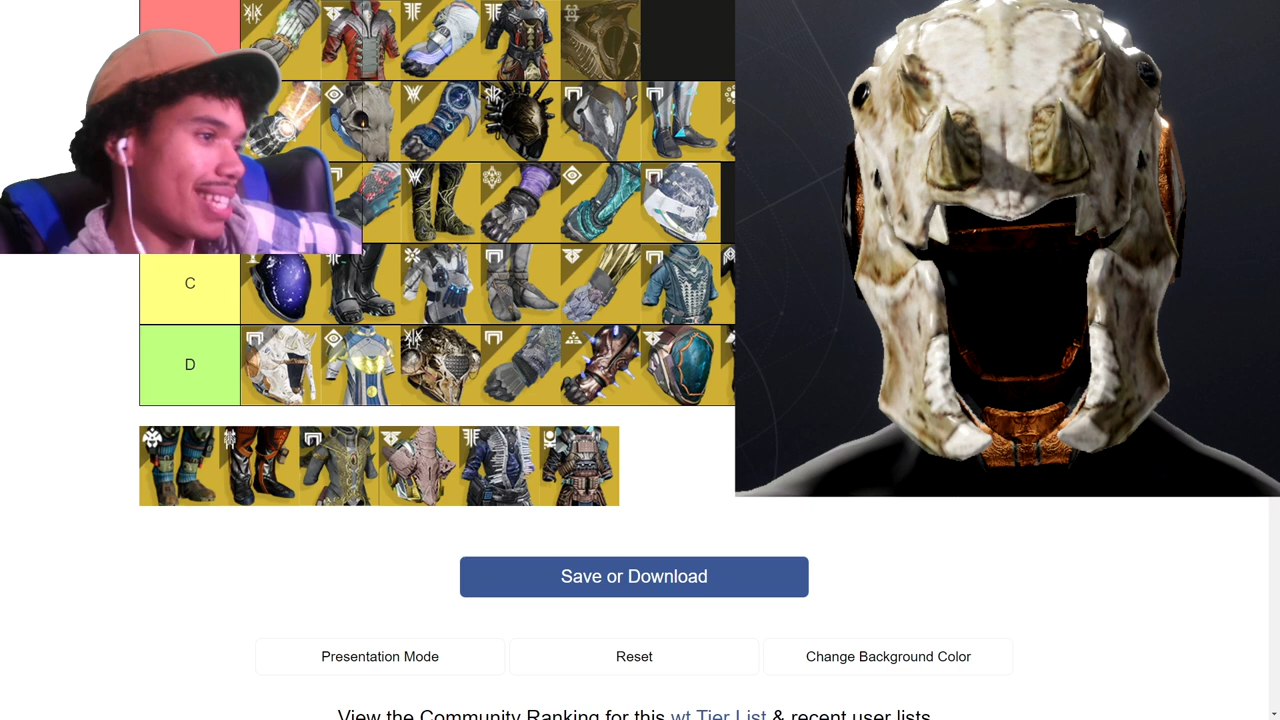 C
D
Save or Download
Presentation Mode
Reset
Change Background Color
View the Community Ranking for this wt Tier List & recent user lists